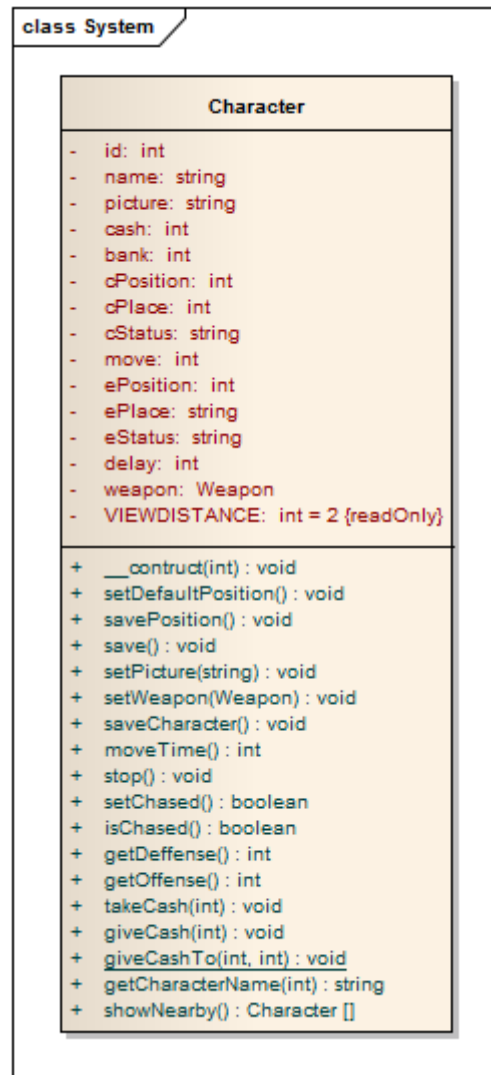 class System
Character
- id: int
- name: string
- picture: string
- cash: int
- bank: int
- cPosition: int
- cPlace: int
- cStatus: string
- move: int
- ePosition: int
- ePlace: string
- eStatus: string
- delay: int
- weapon: Weapon
- VIEWDISTANCE: int = 2 {readOnly}
+ __contruct(int) : void
+ setDefaultPosition() : void
+ savePosition() : void
+ save() : void
+ setPicture(string) : void
+ setWeapon(Weapon) : void
+ saveCharacter() : void
+ moveTime() : int
+ stop() : void
+ setChased() : boolean
+ isChased() : boolean
+ getDeffense() : int
+ getOffense() : int
+ takeCash(int) : void
+ giveCash(int) : void
+ giveCashTo(int, int) : void
+ getCharacterName(int) : string
+ showNearby() : Character []